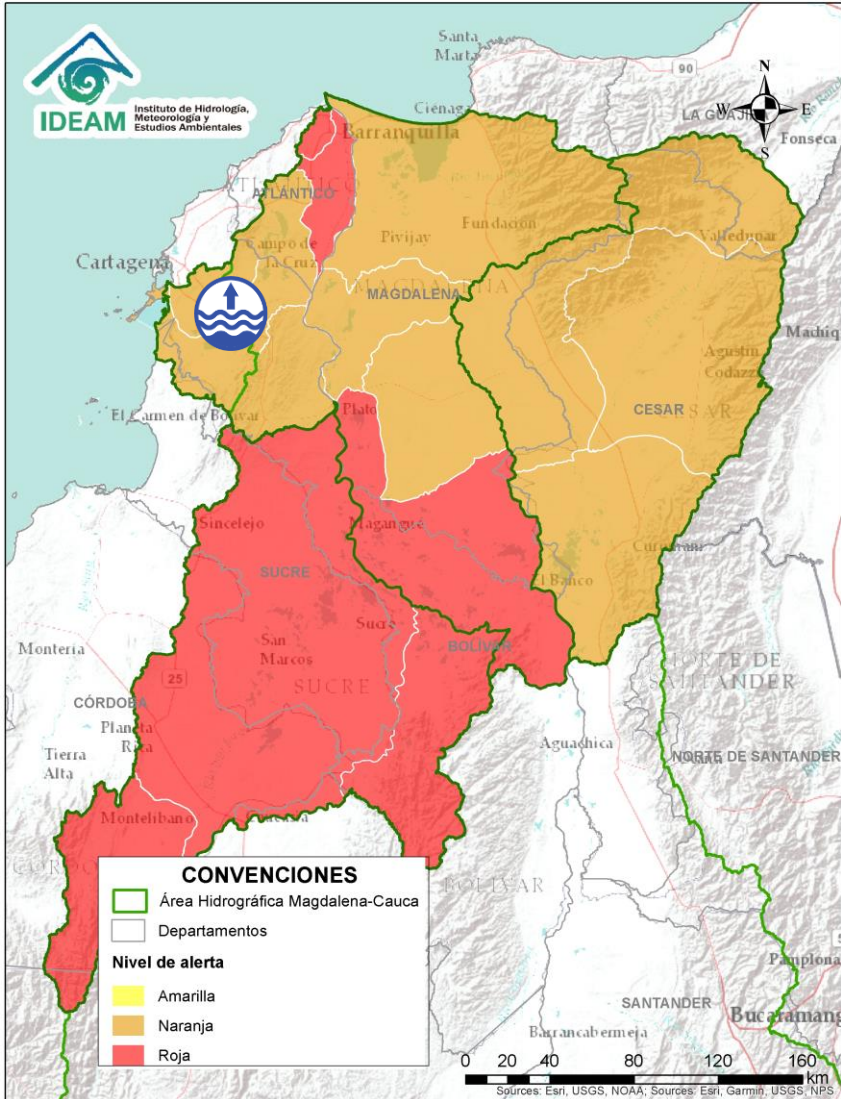 IDEAM
Instituto de Hidrología,
Meteorología y
Estudios Ambientales
Santa
Marta
90
N
W
E
S
Ciénaga
LA GUAJIR
Fonseca
Barranquilla
ATLÁNTICO
Fundación
Valledupar
Campo de
la Cruz
Pivijay
Cartagena
MAGDALENA
Machiq
Agustín
Codazzi
CESAR
El Carmen de Bolívar
Plato
Sincelejo
Magangué
Curumaní
SUCRE
El Banco
Sucre
BOLÍVAR
Montería
San
Marcos
NORTE DE
SANTANDER
25
SUCRE
CÓRDOBA
Planeta
Rica
Aguachica
Tierra
Alta
NORTE DE SANTANDER
Montelíbano
Caucasia
BOLÍVAR
CONVENCIONES
Área Hidrográfica Magdalena-Cauca
Departamentos
Nivel de alerta
Amarilla
Naranja
Roja
Pamplona
SANTANDER
Bucaramang
Barrancabermeja
0 20 40 80 120 160
km
Sources: Esri, USGS, NOAA; Sources: Esri, Garmin, USGS, NPS